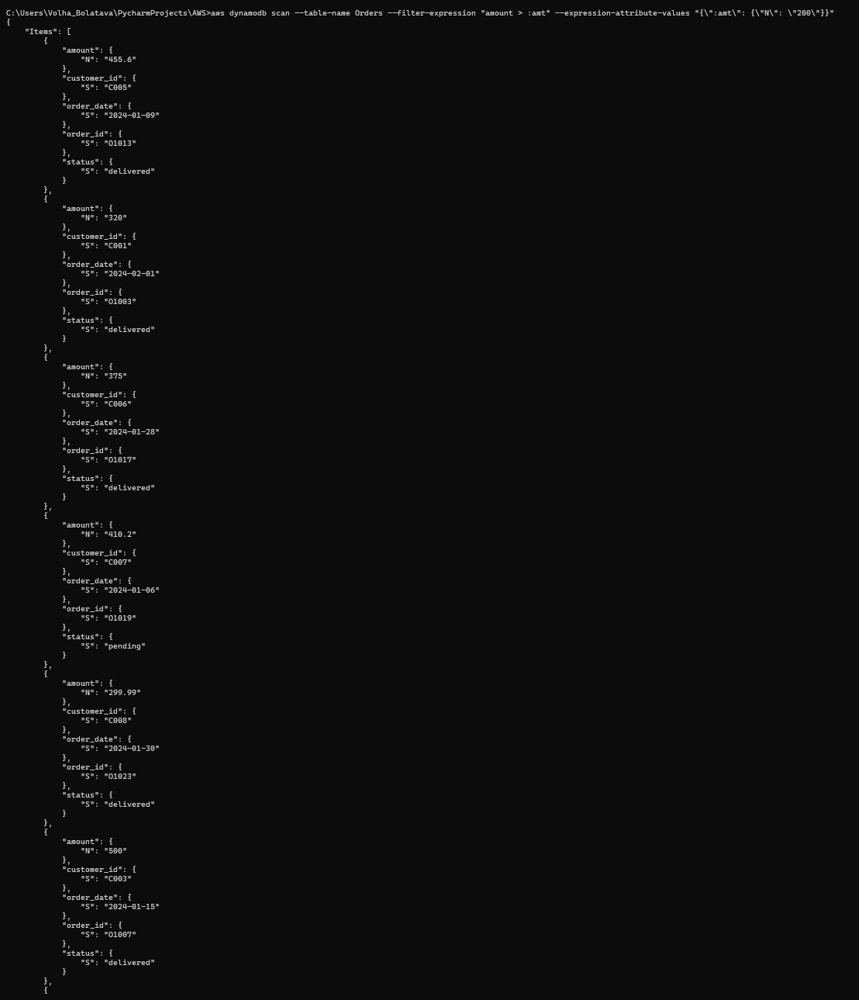 C:\Users\Volha_Bolatava\PycharmProjects\AWS>aws dynamodb scan --table-name Orders --filter-expression "amount > :amt" --expression-attribute-values "{\":amt\": {\"N\": \"200\"}}"
{
    "Items": [
        {
            "amount": {
                "N": "455.6"
            },
            "customer_id": {
                "S": "C005"
            },
            "order_date": {
                "S": "2024-01-09"
            },
            "order_id": {
                "S": "O1013"
            },
            "status": {
                "S": "delivered"
            }
        },
        {
            "amount": {
                "N": "320"
            },
            "customer_id": {
                "S": "C001"
            },
            "order_date": {
                "S": "2024-02-01"
            },
            "order_id": {
                "S": "O1003"
            },
            "status": {
                "S": "delivered"
            }
        },
        {
            "amount": {
                "N": "375"
            },
            "customer_id": {
                "S": "C006"
            },
            "order_date": {
                "S": "2024-01-28"
            },
            "order_id": {
                "S": "O1017"
            },
            "status": {
                "S": "delivered"
            }
        },
        {
            "amount": {
                "N": "410.2"
            },
            "customer_id": {
                "S": "C007"
            },
            "order_date": {
                "S": "2024-01-06"
            },
            "order_id": {
                "S": "O1019"
            },
            "status": {
                "S": "pending"
            }
        },
        {
            "amount": {
                "N": "299.99"
            },
            "customer_id": {
                "S": "C008"
            },
            "order_date": {
                "S": "2024-01-30"
            },
            "order_id": {
                "S": "O1023"
            },
            "status": {
                "S": "delivered"
            }
        },
        {
            "amount": {
                "N": "500"
            },
            "customer_id": {
                "S": "C003"
            },
            "order_date": {
                "S": "2024-01-15"
            },
            "order_id": {
                "S": "O1007"
            },
            "status": {
                "S": "delivered"
            }
        },
        {